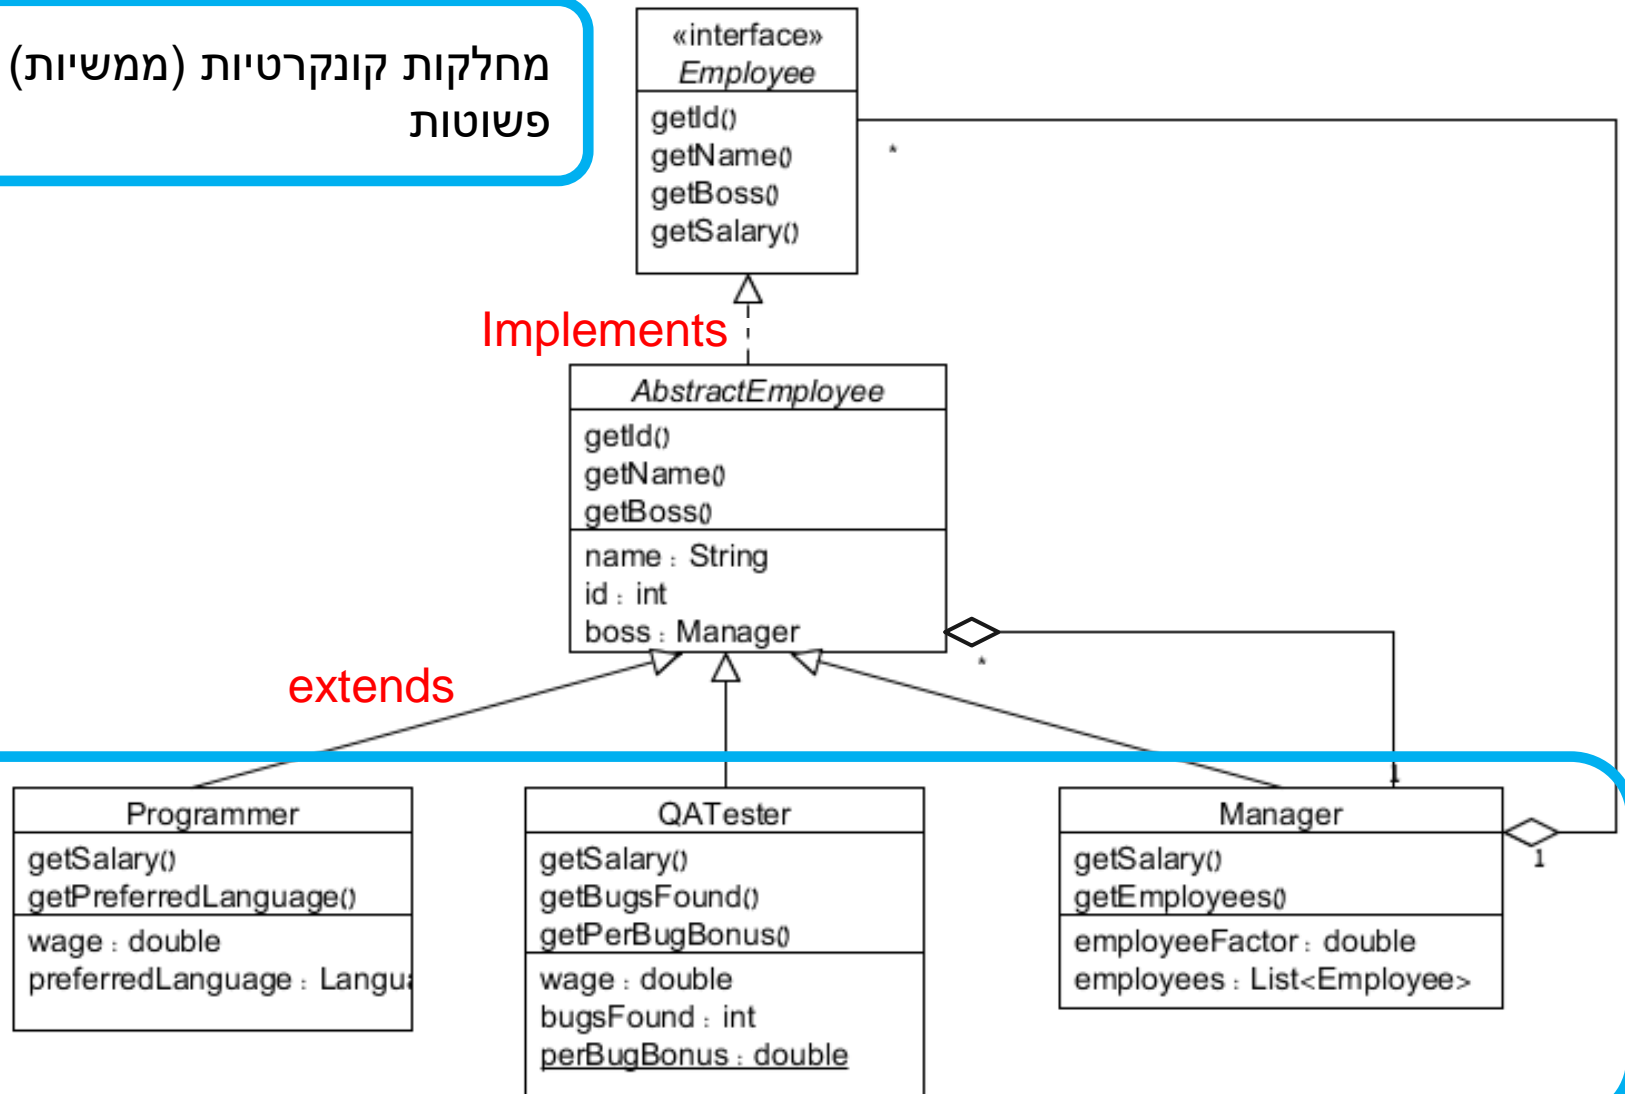 מחלקות קונקרטיות (ממשיות)
פשוטות
«interface»
Employee
getId()
getName()
getBoss()
getSalary()
*
Implements
AbstractEmployee
getId()
getName()
getBoss()
name : String
id : int
boss : Manager
*
extends
1
Programmer
getSalary()
getPreferredLanguage()
wage : double
preferredLanguage : Langua
QATester
getSalary()
getBugsFound()
getPerBugBonus()
wage : double
bugsFound : int
perBugBonus : double
Manager
getSalary()
getEmployees()
employeeFactor : double
employees : List<Employee>
1